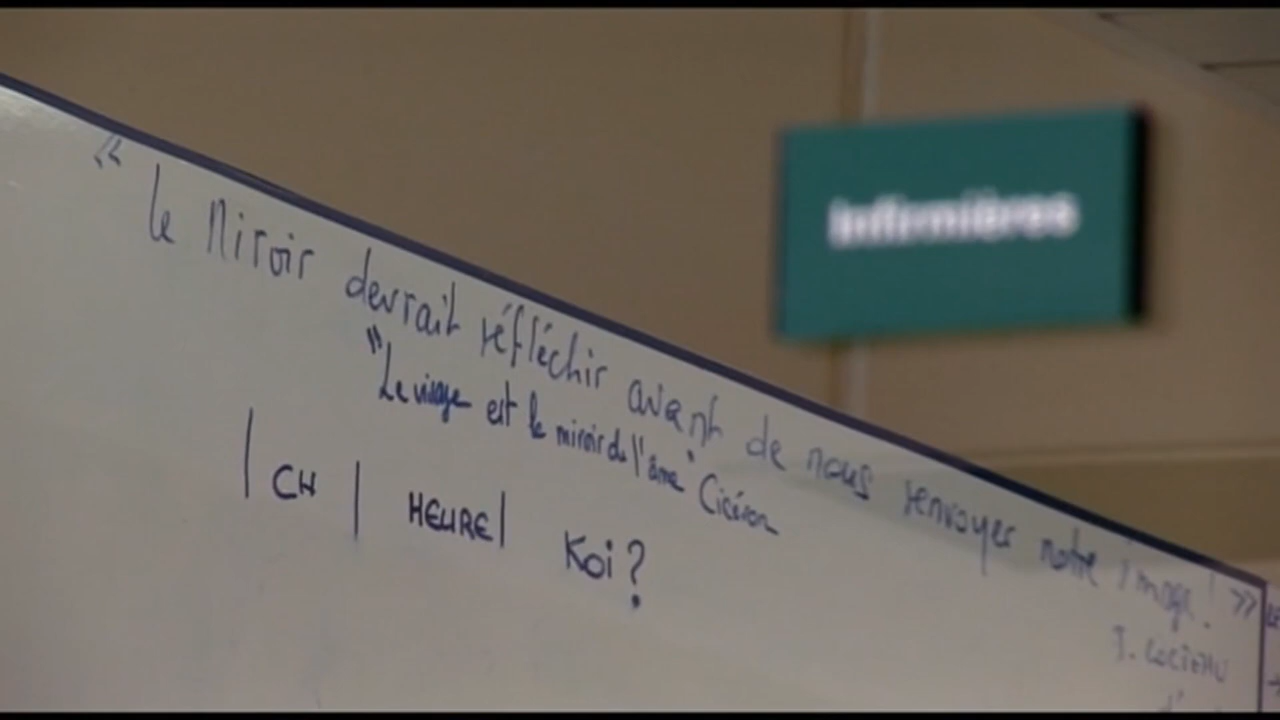 Infirmières
« le Miroir devrait réfléchir avant de nous renvoyer notre image! »
"Le visage est le miroir de l'âme" Cicéron
| CH | HEURE | Koi?
J. Cocteau